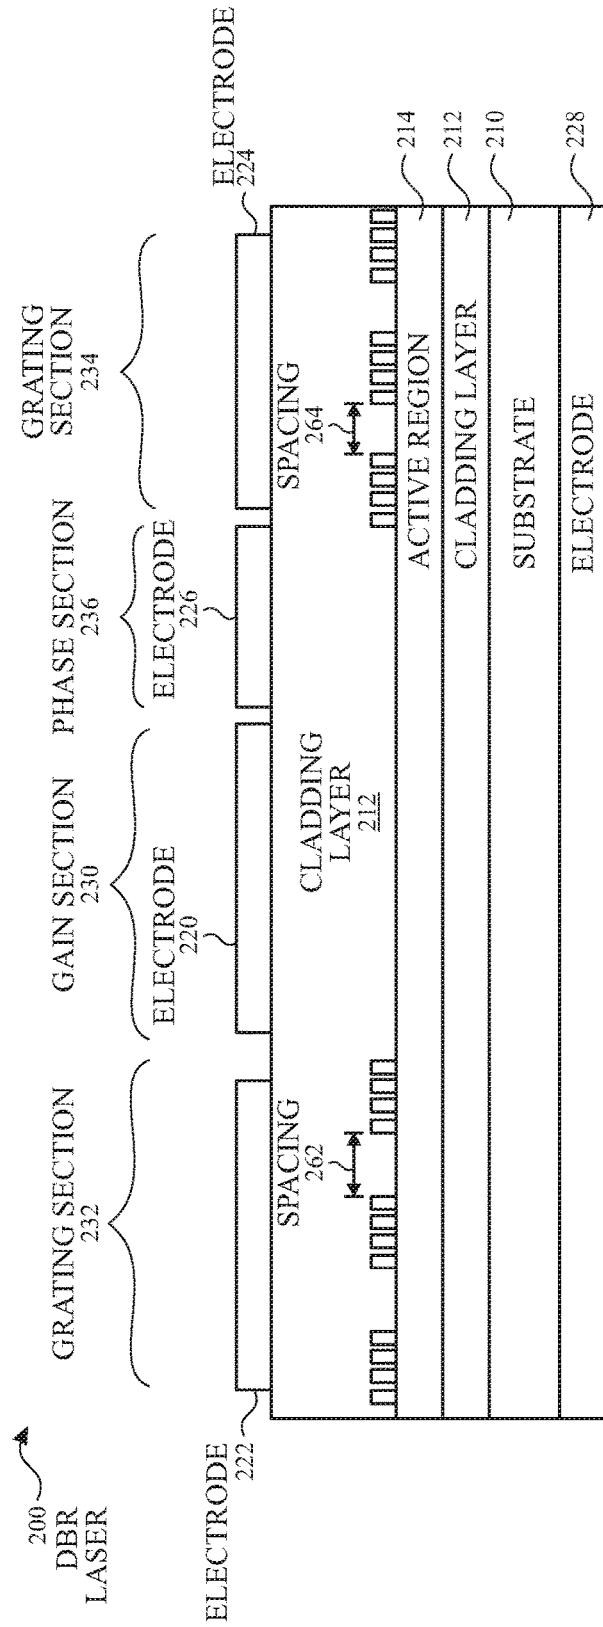 200
DBR
LASER
GRATING SECTION
232
GAIN SECTION
230
PHASE SECTION
236
GRATING
SECTION
234
ELECTRODE
222
ELECTRODE
220
ELECTRODE
226
ELECTRODE
224
SPACING
262
CLADDING
LAYER
212
SPACING
264
ACTIVE REGION
214
CLADDING LAYER
212
SUBSTRATE
210
ELECTRODE
228